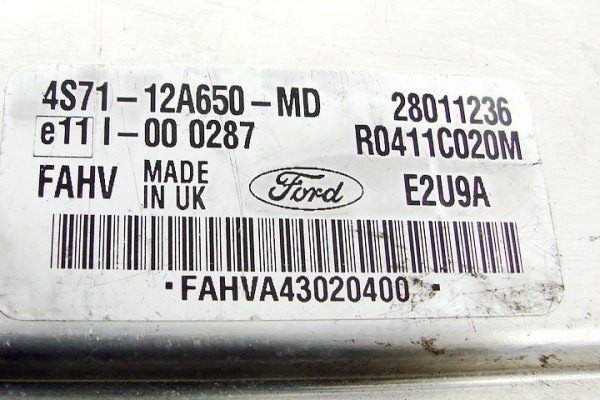 4S71-12A650-MD 28011236
e11 I-00 0287 R0411C020M
FAHV MADE IN UK Ford E2U9A
FAHVA43020400